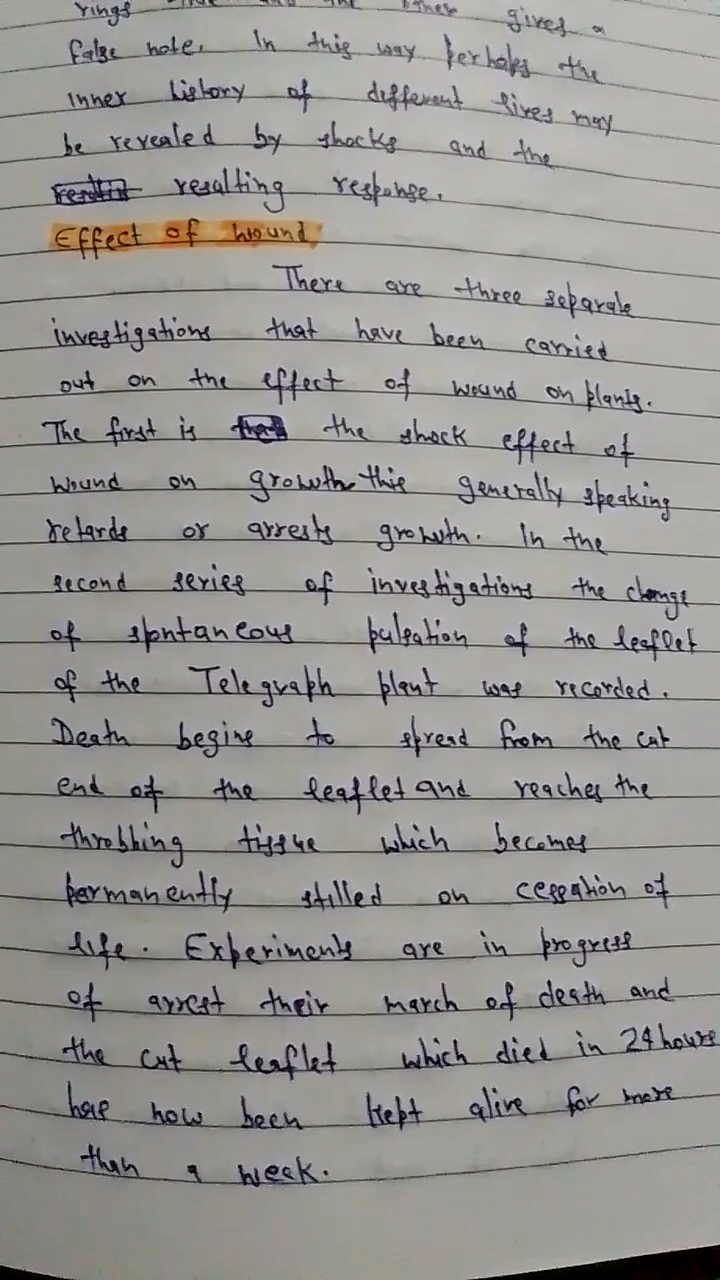 rings gives a
false note. In this way perhaps the
inner history of different lives may
be revealed by shocks and the
resalting response.
Effect of wound
There are three separate
investigations that have been carried
out on the effect of wound on plants.
The first is the shock effect of
wound on growth this generally speaking
retards or arrests growth. In the
second series of investigations the change
of spontaneous pulsation of the leaflet
of the Telegraph plant was recorded.
Death begins to spread from the cut
end of the leaflet and reaches the
throbbing tissue which becomes
permanently stilled on cessation of
life. Experiments are in progress
of arrest their march of death and
the cut leaflet which died in 24 hours
has now been kept alive for more
than a week.